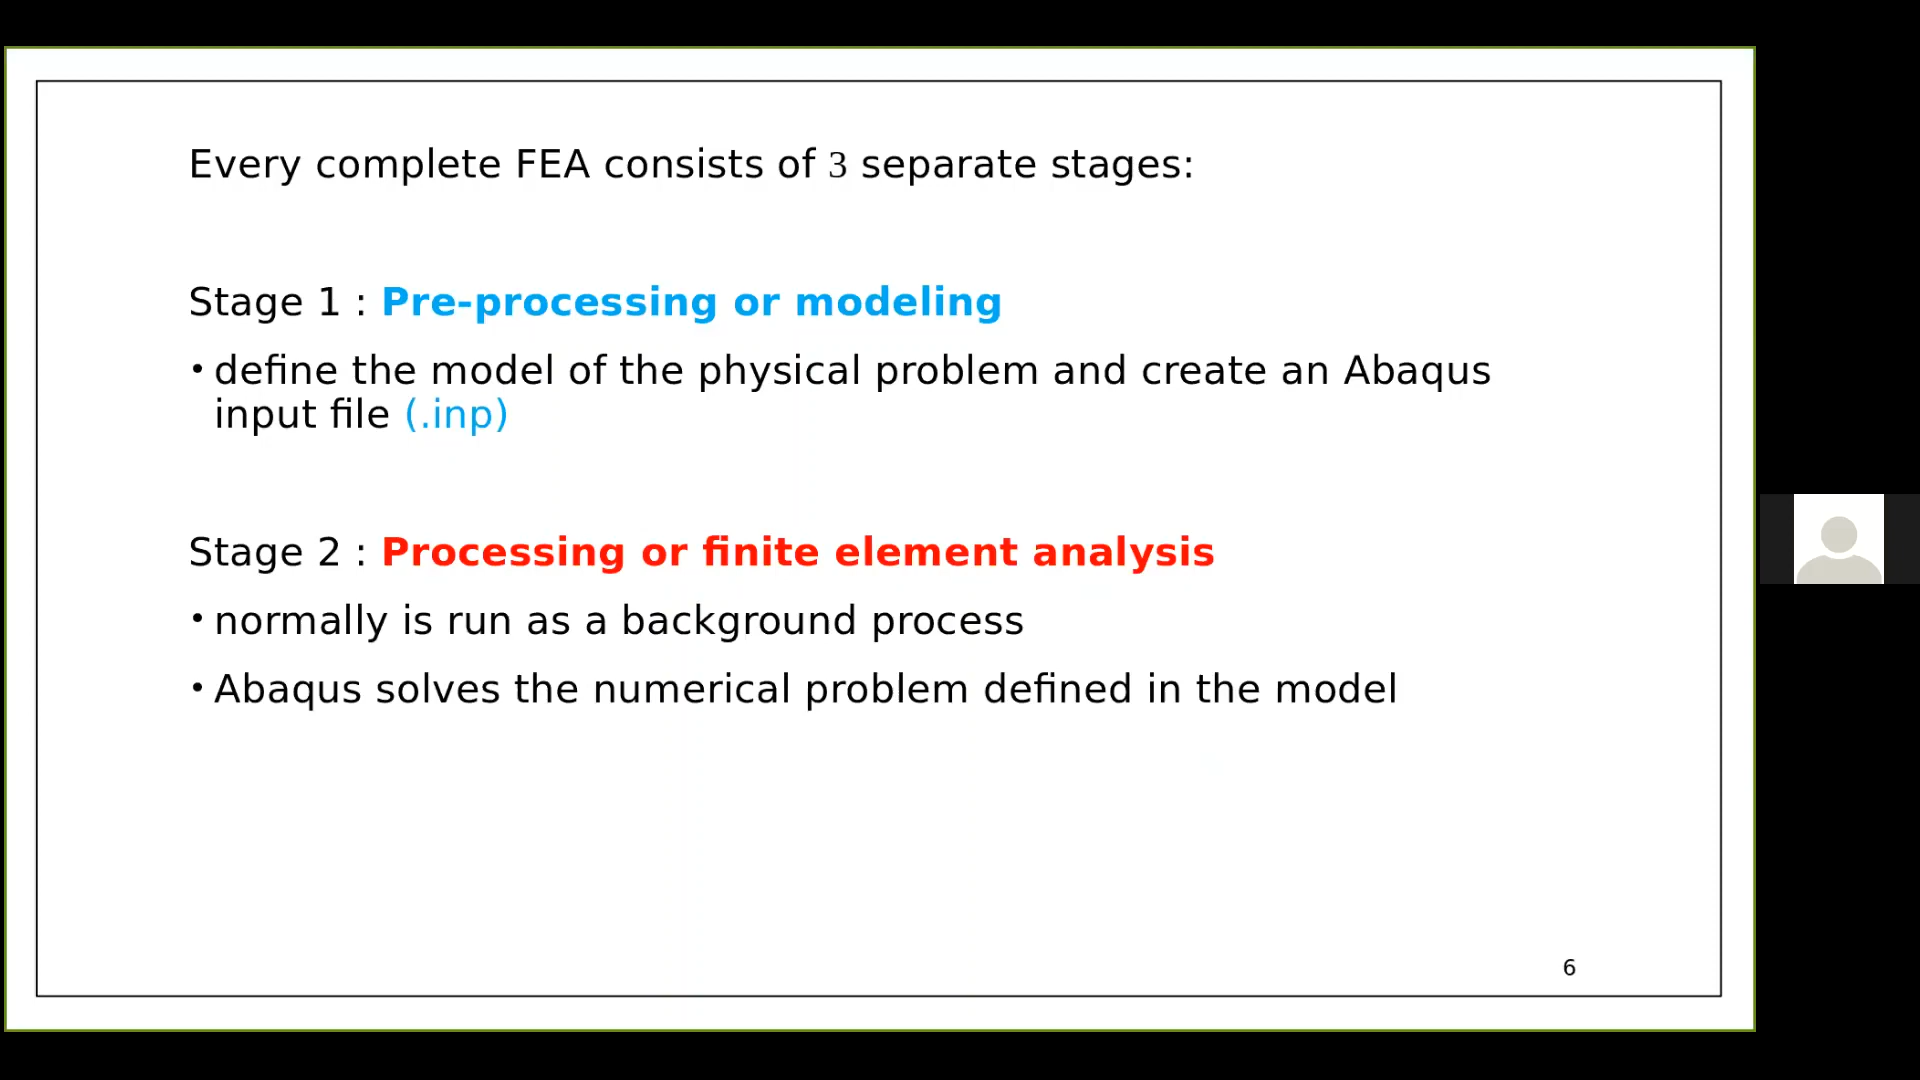 Every complete FEA consists of 3 separate stages:
Stage 1 : Pre-processing or modeling
• define the model of the physical problem and create an Abaqus
input file (.inp)
Stage 2 : Processing or finite element analysis
• normally is run as a background process
• Abaqus solves the numerical problem defined in the model
6